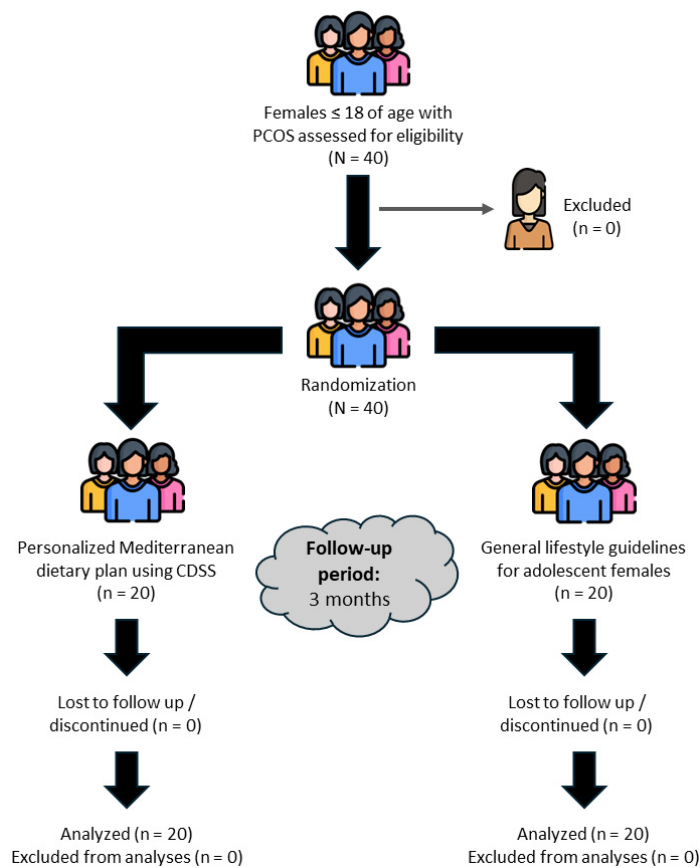 Females ≤ 18 of age with
PCOS assessed for eligibility
(N = 40)
Excluded
(n = 0)
Randomization
(N = 40)
Personalized Mediterranean
dietary plan using CDSS
(n = 20)
Follow-up
period:
3 months
General lifestyle guidelines
for adolescent females
(n = 20)
Lost to follow up /
discontinued (n = 0)
Lost to follow up /
discontinued (n = 0)
Analyzed (n = 20)
Excluded from analyses (n = 0)
Analyzed (n = 20)
Excluded from analyses (n = 0)